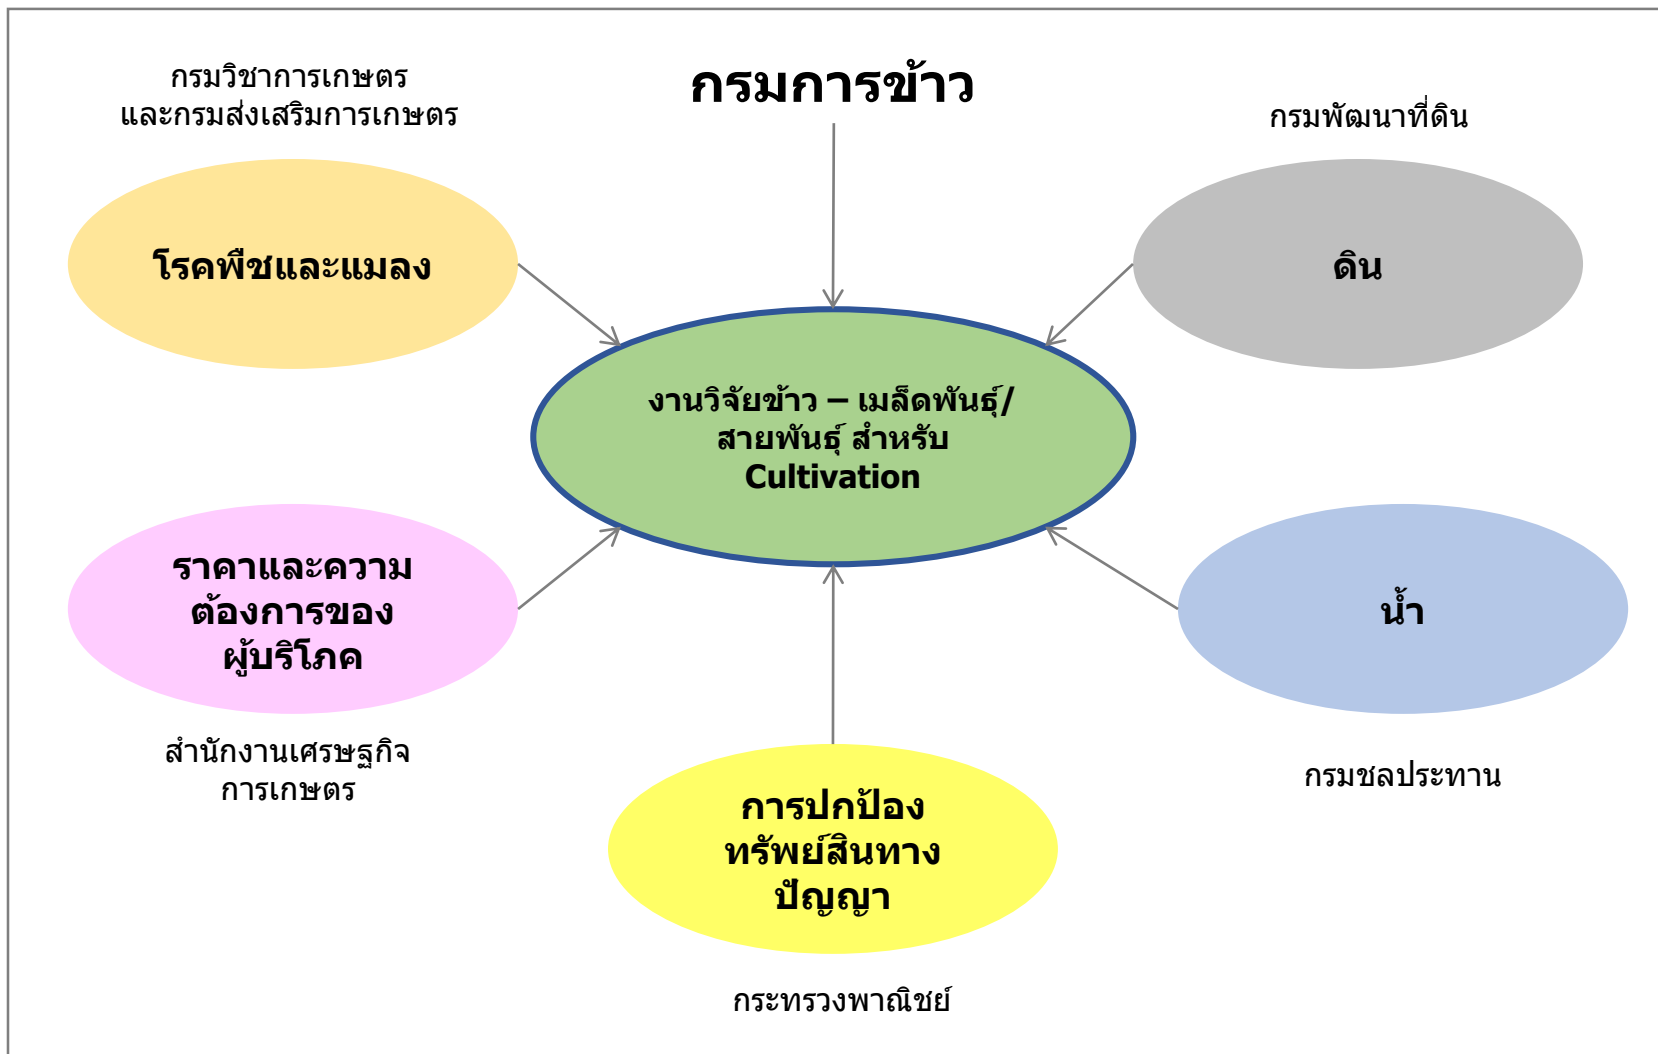 กรมวิชาการเกษตร
และกรมส่งเสริมการเกษตร
กรมการข้าว
กรมพัฒนาที่ดิน
โรคพืชและแมลง
ดิน
งานวิจัยข้าว – เมล็ดพันธุ์/
สายพันธุ์ สำหรับ
Cultivation
ราคาและความ
ต้องการของ
ผู้บริโภค
น้ำ
สำนักงานเศรษฐกิจ
การเกษตร
กรมชลประทาน
การปกป้อง
ทรัพย์สินทาง
ปัญญา
กระทรวงพาณิชย์